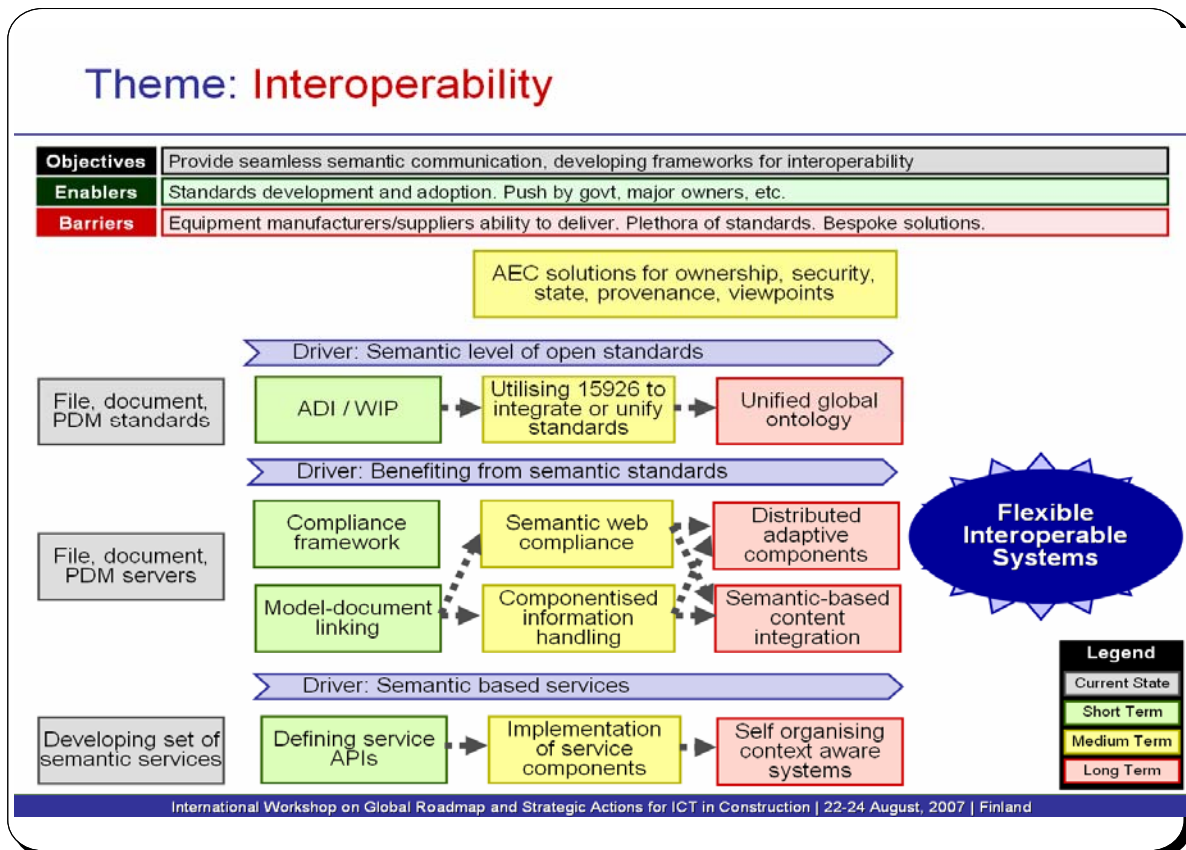 Theme: Interoperability
Objectives
Provide seamless semantic communication, developing frameworks for interoperability
Enablers
Standards development and adoption. Push by govt, major owners, etc.
Barriers
Equipment manufacturers/suppliers ability to deliver. Plethora of standards. Bespoke solutions.
AEC solutions for ownership, security,
state, provenance, viewpoints
Driver: Semantic level of open standards
File, document,
PDM standards
ADI / WIP
Utilising 15926 to
integrate or unify
standards
Unified global
ontology
Driver: Benefiting from semantic standards
File, document,
PDM servers
Compliance
framework
Semantic web
compliance
Distributed
adaptive
components
Model-document
linking
Componentised
information
handling
Semantic-based
content
integration
Flexible
Interoperable
Systems
Driver: Semantic based services
Developing set of
semantic services
Defining service
APIs
Implementation
of service
components
Self organising
context aware
systems
Legend
Current State
Short Term
Medium Term
Long Term
International Workshop on Global Roadmap and Strategic Actions for ICT in Construction | 22-24 August, 2007 | Finland